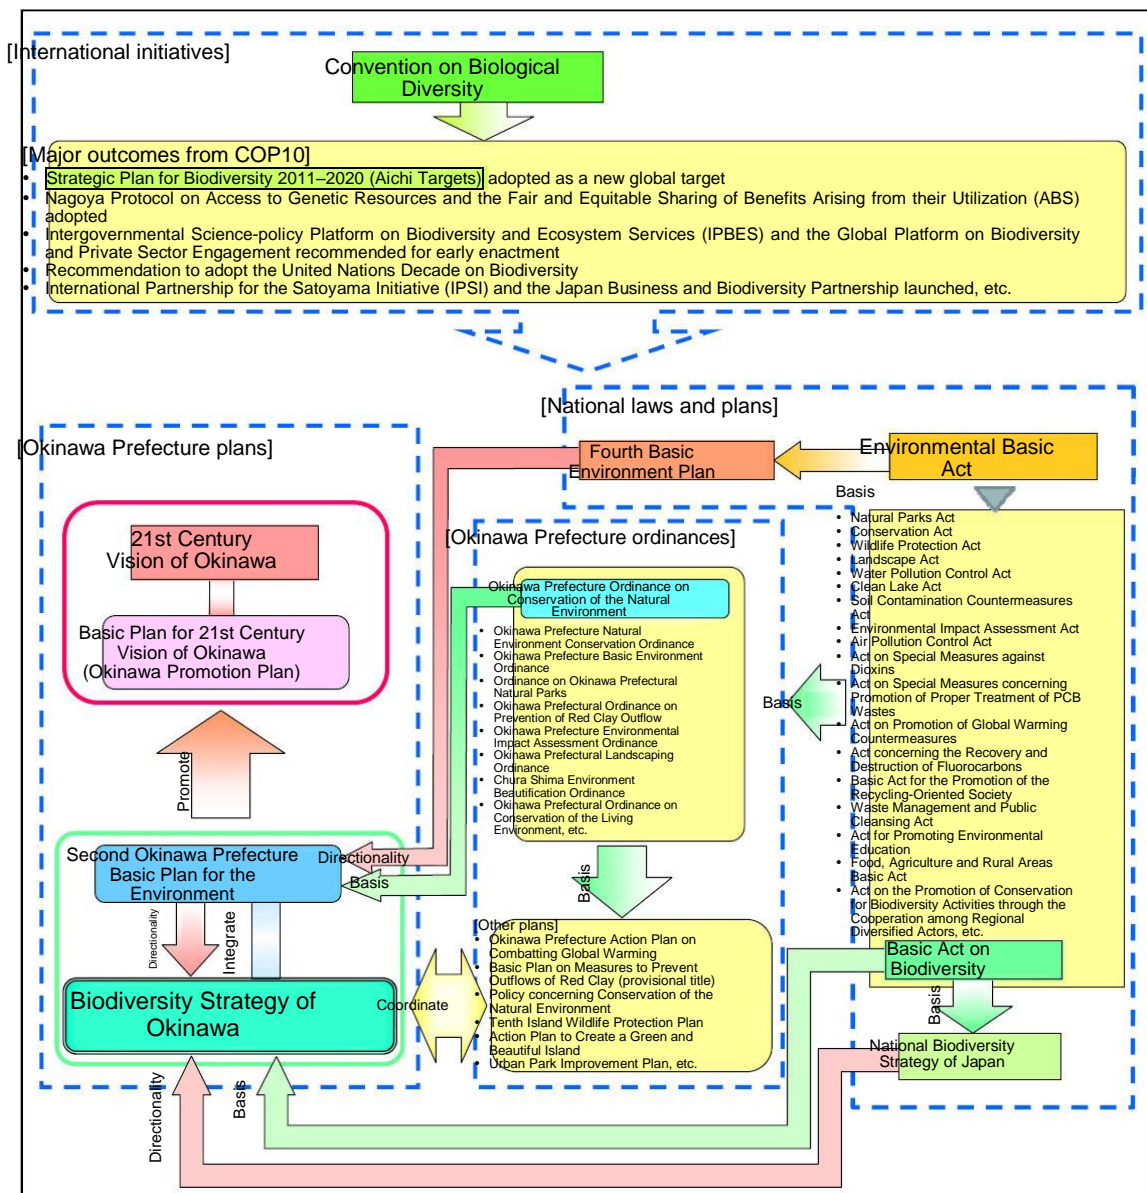 [International initiatives]
Convention on Biological
Diversity
[Major outcomes from COP10]
• Strategic Plan for Biodiversity 2011–2020 (Aichi Targets) adopted as a new global target
• Nagoya Protocol on Access to Genetic Resources and the Fair and Equitable Sharing of Benefits Arising from their Utilization (ABS)
adopted
• Intergovernmental Science-policy Platform on Biodiversity and Ecosystem Services (IPBES) and the Global Platform on Biodiversity
and Private Sector Engagement recommended for early enactment
• Recommendation to adopt the United Nations Decade on Biodiversity
• International Partnership for the Satoyama Initiative (IPSI) and the Japan Business and Biodiversity Partnership launched, etc.
[National laws and plans]
Fourth Basic
Environment Plan
Environmental Basic
Act
Basis
• Natural Parks Act
• Conservation Act
• Wildlife Protection Act
• Landscape Act
• Water Pollution Control Act
• Clean Lake Act
• Soil Contamination Countermeasures
Act
• Environmental Impact Assessment Act
• Air Pollution Control Act
• Act on Special Measures against
Dioxins
• Act on Special Measures concerning
Promotion of Proper Treatment of PCB
Wastes
• Act on Promotion of Global Warming
Countermeasures
• Act concerning the Recovery and
Destruction of Fluorocarbons
• Basic Act for the Promotion of the
Recycling-Oriented Society
• Waste Management and Public
Cleansing Act
• Act for Promoting Environmental
Education
• Food, Agriculture and Rural Areas
Basic Act
• Act on the Promotion of Conservation
for Biodiversity Activities through the
Cooperation among Regional
Diversified Actors, etc.
Basic Act on
Biodiversity
Basis
National Biodiversity
Strategy of Japan
Basis
[Okinawa Prefecture ordinances]
Okinawa Prefecture Ordinance on
Conservation of the Natural
Environment
• Okinawa Prefecture Natural
Environment Conservation Ordinance
• Okinawa Prefecture Basic Environment
Ordinance
• Ordinance on Okinawa Prefectural
Natural Parks
• Okinawa Prefectural Ordinance on
Prevention of Red Clay Outflow
• Okinawa Prefecture Environmental
Impact Assessment Ordinance
• Okinawa Prefectural Landscaping
Ordinance
• Chura Shima Environment
Beautification Ordinance
• Okinawa Prefectural Ordinance on
Conservation of the Living
Environment, etc.
Basis
[Other plans]
• Okinawa Prefecture Action Plan on
Combatting Global Warming
• Basic Plan on Measures to Prevent
Outflows of Red Clay (provisional title)
• Policy concerning Conservation of the
Natural Environment
• Tenth Island Wildlife Protection Plan
• Action Plan to Create a Green and
Beautiful Island
• Urban Park Improvement Plan, etc.
Coordinate
[Okinawa Prefecture plans]
21st Century
Vision of Okinawa
Basic Plan for 21st Century
Vision of Okinawa
(Okinawa Promotion Plan)
Promote
Second Okinawa Prefecture
Basic Plan for the
Environment
Directionality
Basis
Directionality
Integrate
Biodiversity Strategy of
Okinawa
Directionality
Basis